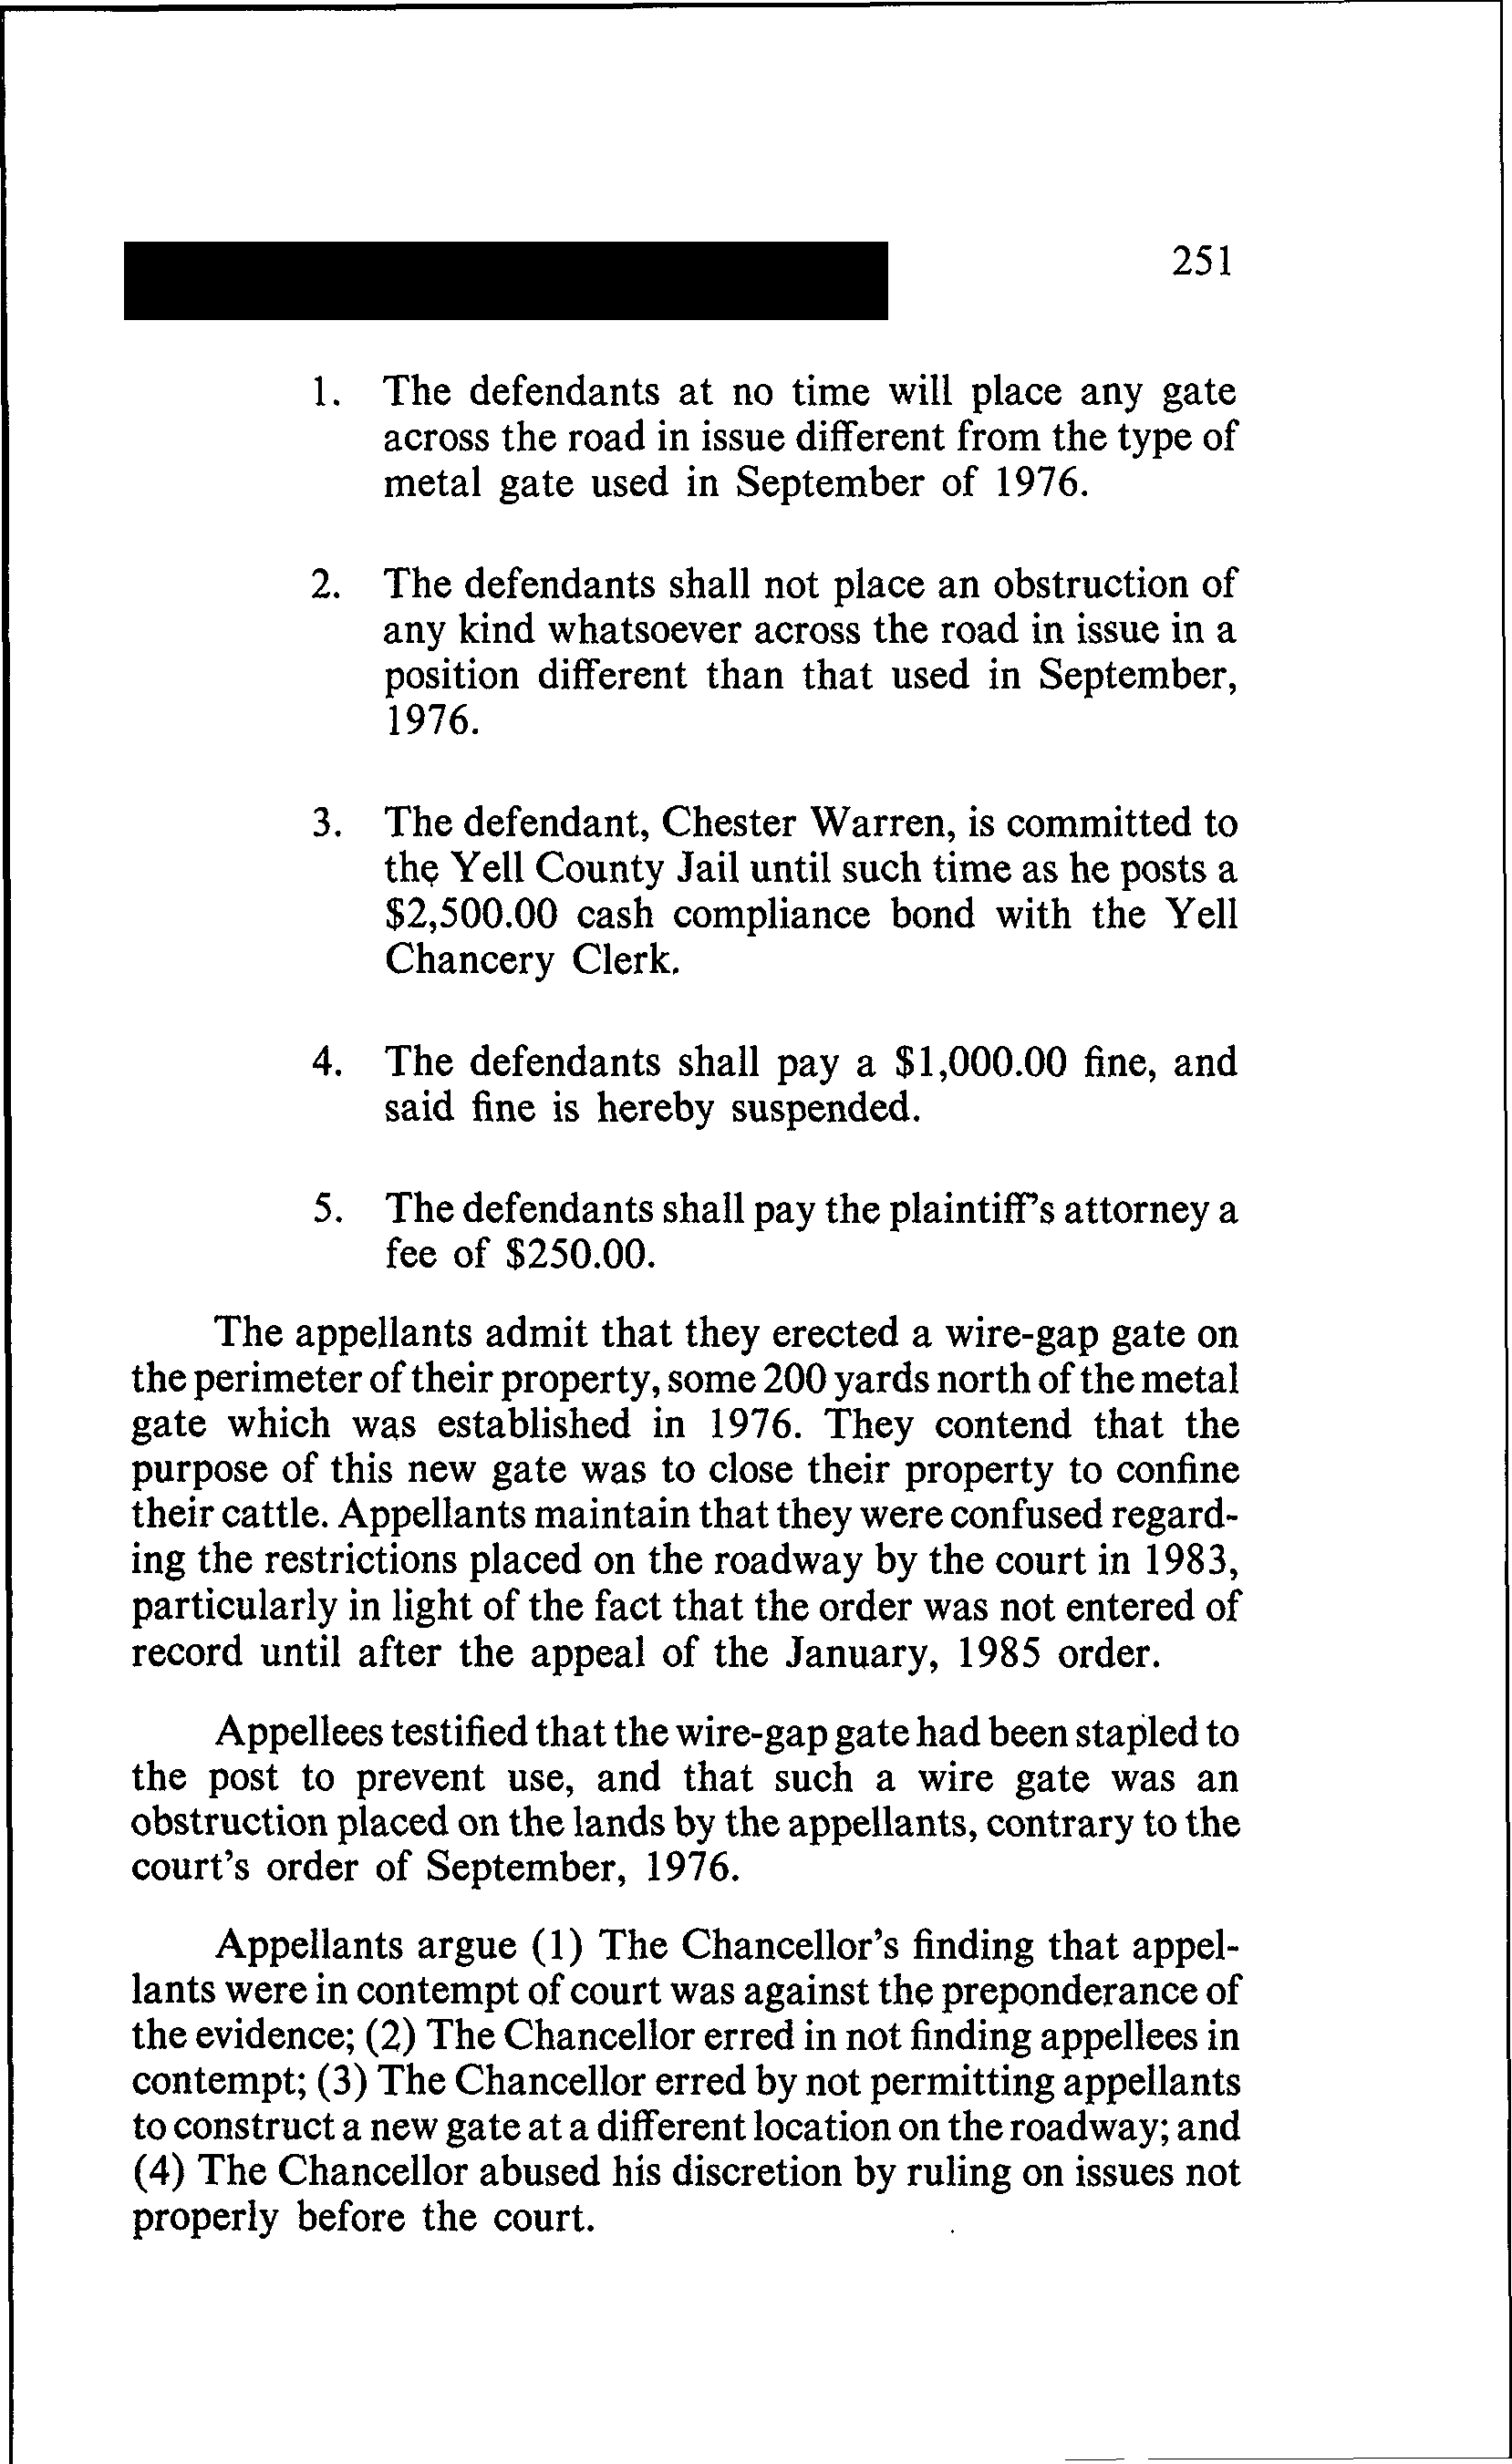 251
1. The defendants at no time will place any gate
across the road in issue different from the type of
metal gate used in September of 1976.
2. The defendants shall not place an obstruction of
any kind whatsoever across the road in issue in a
position different than that used in September,
1976.
3. The defendant, Chester Warren, is committed to
the Yell County Jail until such time as he posts a
$2,500.00 cash compliance bond with the Yell
Chancery Clerk.
4. The defendants shall pay a $1,000.00 fine, and
said fine is hereby suspended.
5. The defendants shall pay the plaintiff's attorney a
fee of $250.00.
The appellants admit that they erected a wire-gap gate on
the perimeter of their property, some 200 yards north of the metal
gate which was established in 1976. They contend that the
purpose of this new gate was to close their property to confine
their cattle. Appellants maintain that they were confused regard-
ing the restrictions placed on the roadway by the court in 1983,
particularly in light of the fact that the order was not entered of
record until after the appeal of the January, 1985 order.
Appellees testified that the wire-gap gate had been stapled to
the post to prevent use, and that such a wire gate was an
obstruction placed on the lands by the appellants, contrary to the
court's order of September, 1976.
Appellants argue (1) The Chancellor's finding that appel-
lants were in contempt of court was against the preponderance of
the evidence; (2) The Chancellor erred in not finding appellees in
contempt; (3) The Chancellor erred by not permitting appellants
to construct a new gate at a different location on the roadway; and
(4) The Chancellor abused his discretion by ruling on issues not
properly before the court.